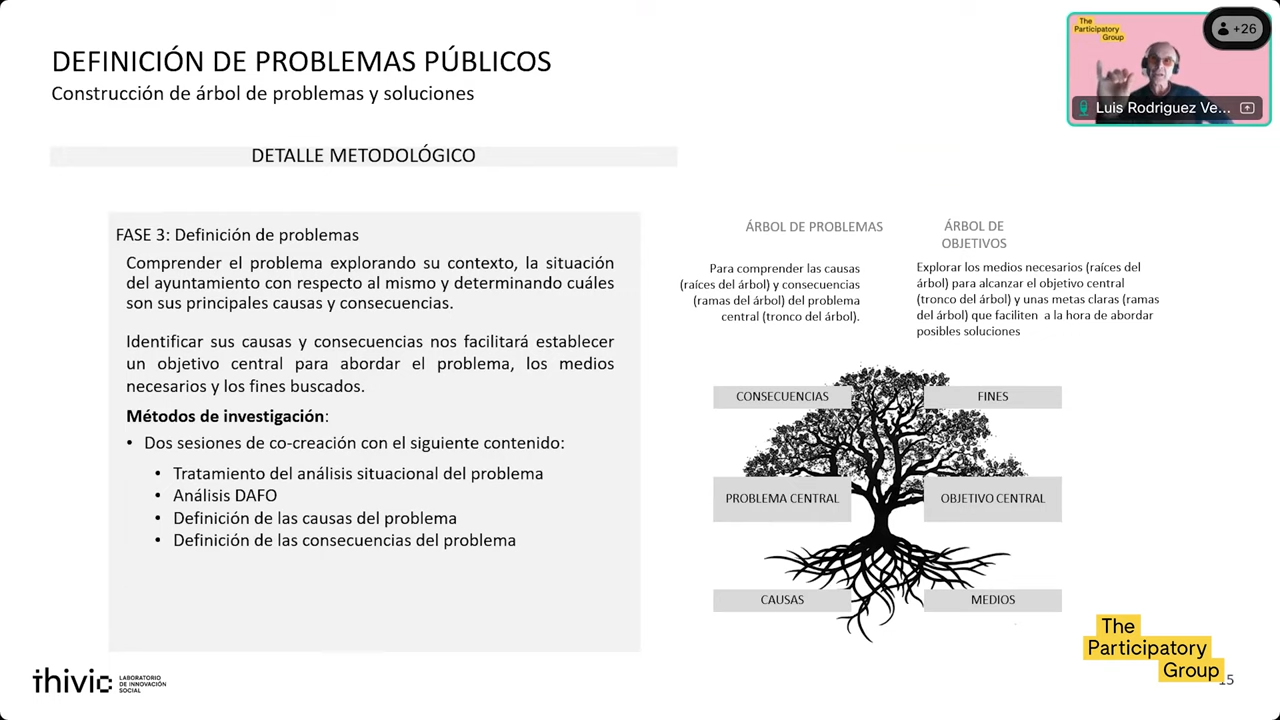 DEFINICIÓN DE PROBLEMAS PÚBLICOS
Construcción de árbol de problemas y soluciones
The
Participatory
Group
+26
Luis Rodriguez Ve...
DETALLE METODOLÓGICO
FASE 3: Definición de problemas
Comprender el problema explorando su contexto, la situación
del ayuntamiento con respecto al mismo y determinando cuáles
son sus principales causas y consecuencias.
Identificar sus causas y consecuencias nos facilitará establecer
un objetivo central para abordar el problema, los medios
necesarios y los fines buscados.
Métodos de investigación:
• Dos sesiones de co-creación con el siguiente contenido:
• Tratamiento del análisis situacional del problema
• Análisis DAFO
• Definición de las causas del problema
• Definición de las consecuencias del problema
ÁRBOL DE PROBLEMAS
Para comprender las causas
(raíces del árbol) y consecuencias
(ramas del árbol) del problema
central (tronco del árbol).
ÁRBOL DE
OBJETIVOS
Explorar los medios necesarios (raíces del
árbol) para alcanzar el objetivo central
(tronco del árbol) y unas metas claras (ramas
del árbol) que faciliten a la hora de abordar
posibles soluciones
CONSECUENCIAS
FINES
PROBLEMA CENTRAL
OBJETIVO CENTRAL
CAUSAS
MEDIOS
thivic
LABORATORIO
DE INNOVACIÓN
SOCIAL
The
Participatory
Group
15